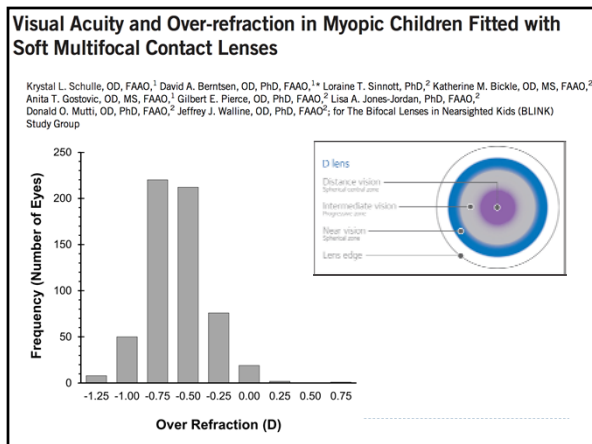 Visual Acuity and Over-refraction in Myopic Children Fitted with
Soft Multifocal Contact Lenses
Krystal L. Schulle, OD, FAAO,¹ David A. Berntsen, OD, PhD, FAAO,¹* Loraine T. Sinnott, PhD,² Katherine M. Bickle, OD, MS, FAAO,²
Anita T. Gostovic, OD, MS, FAAO,¹ Gilbert E. Pierce, OD, PhD, FAAO,² Lisa A. Jones-Jordan, PhD, FAAO,²
Donald O. Mutti, OD, PhD, FAAO,² Jeffrey J. Walline, OD, PhD, FAAO²; for The Bifocal Lenses in Nearsighted Kids (BLINK)
Study Group
Frequency (Number of Eyes)
250
200
150
100
50
0
-1.25 -1.00 -0.75 -0.50 -0.25 0.00 0.25 0.50 0.75
Over Refraction (D)
D lens
Distance vision
Spherical central zone
Intermediate vision
Progressive zone
Near vision
Spherical zone
Lens edge